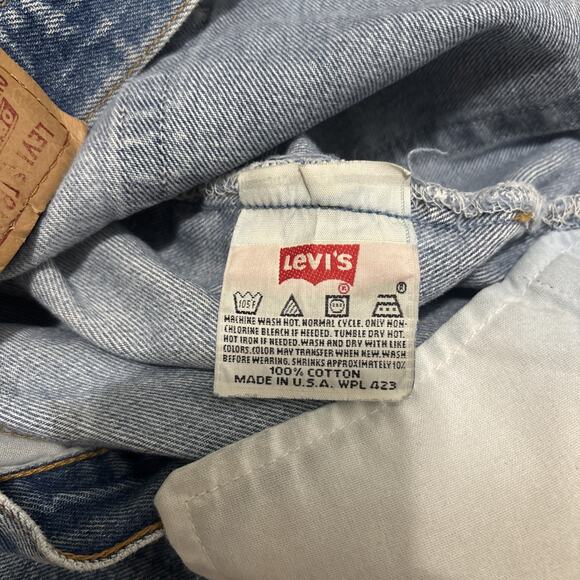 LEVI'S
LEVI'S
®
®
105F
MACHINE WASH HOT. NORMAL CYCLE. ONLY NON-
CHLORINE BLEACH IF NEEDED. TUMBLE DRY HOT.
HOT IRON IF NEEDED.WASH AND DRY WITH LIKE
COLORS.COLOR MAY TRANSFER WHEN NEW.WASH
BEFORE WEARING. SHRINKS APPROXIMATELY 10%
100% COTTON
MADE IN U.S.A. WPL 423